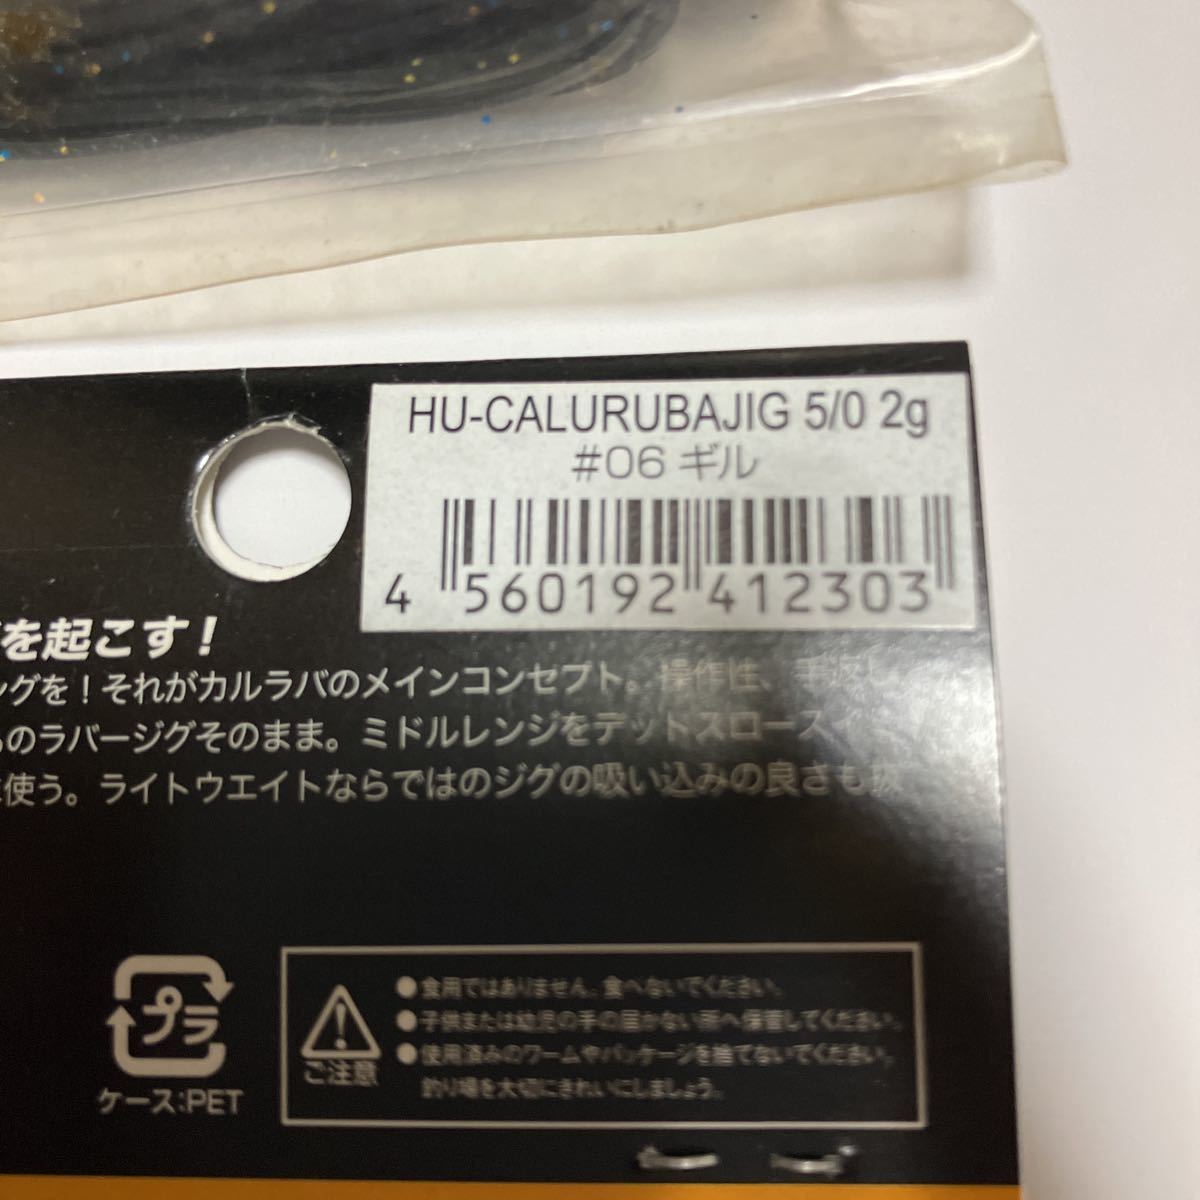 HU-CALURUBAJIG 5/0 2g
#06 ギル
4 560192 412303
を起こす！
ングを！それがカルラバのメインコンセプト。操作性、手返し
のラバージグそのまま。ミドルレンジをデットスロース
使う。ライトウエイトならではのジグの吸い込みの良さも抜
プラ
ケース:PET
ご注意
●食用ではありません。食べないでください。
●子供または幼児の手の届かない所へ保管してください。
●使用済みのワームやパッケージを捨てないでください。
釣り場を大切にきれいにしましょう。